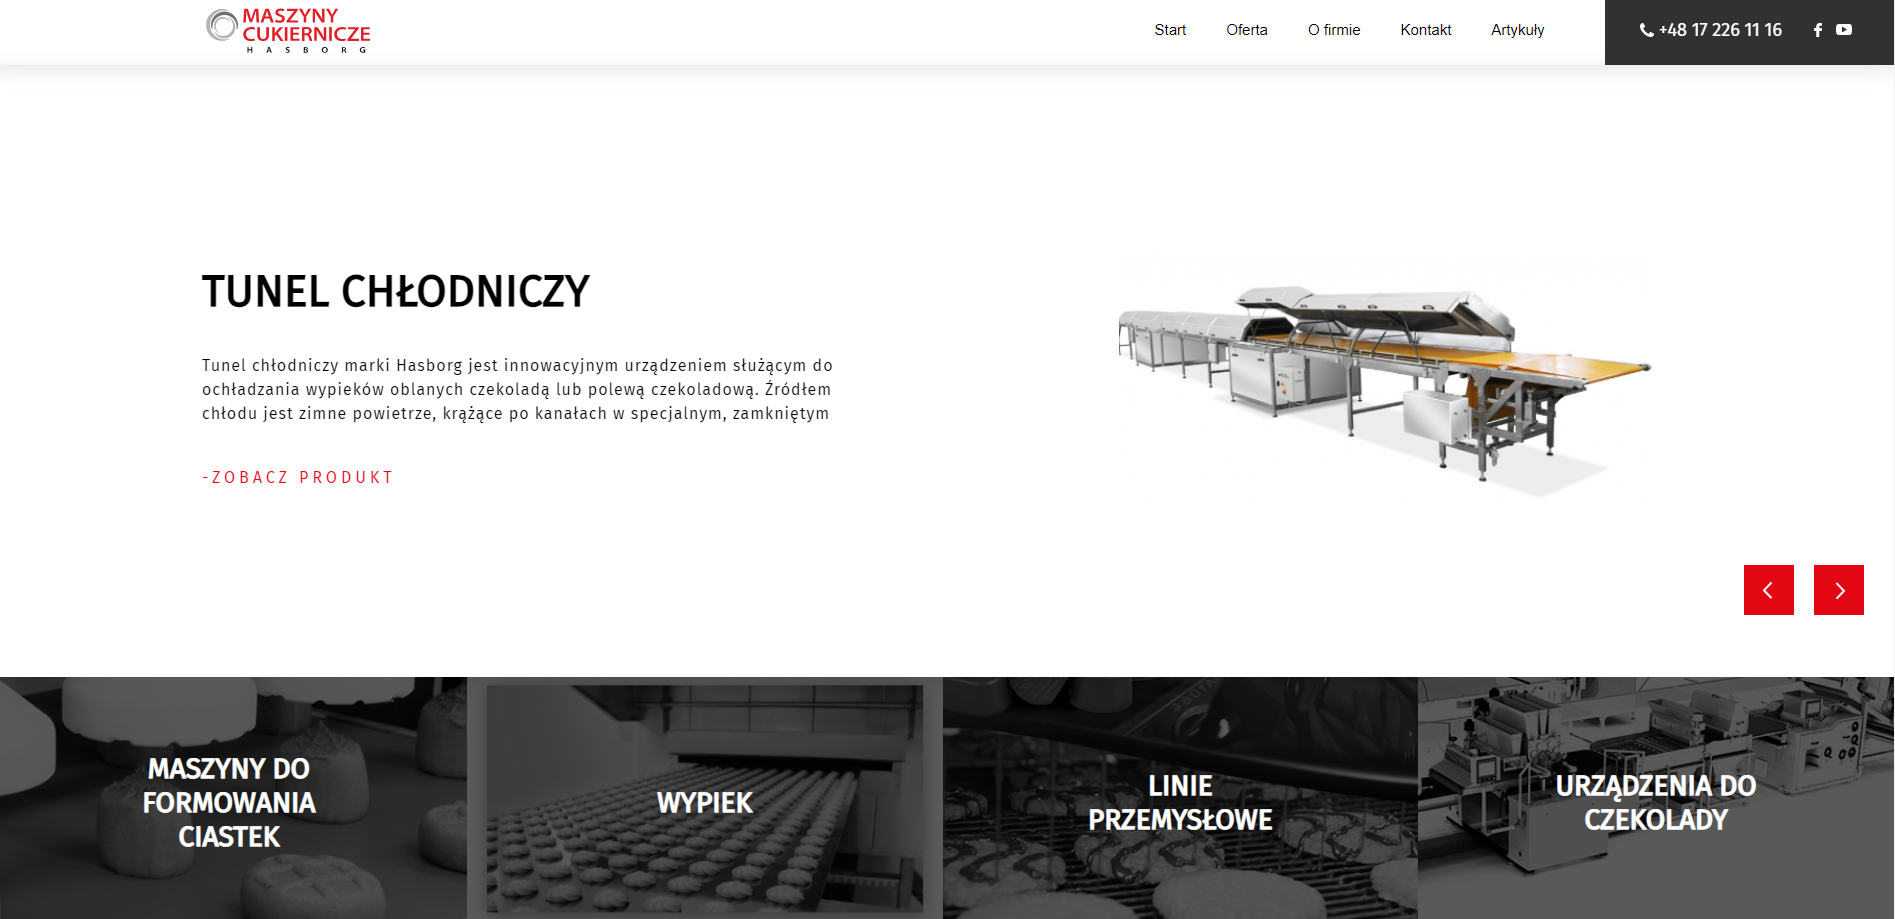 MASZYNY
CUKIERNICZE
HASBORG
Start Oferta O firmie Kontakt Artykuły
+48 17 226 11 16
TUNEL CHŁODNICZY
Tunel chłodniczy marki Hasborg jest innowacyjnym urządzeniem służącym do
ochładzania wypieków oblanych czekoladą lub polewą czekoladową. Źródłem
chłodu jest zimne powietrze, krążące po kanałach w specjalnym, zamkniętym
-ZOBACZ PRODUKT
MASZYNY DO
FORMOWANIA
CIASTEK
WYPIEK
LINIE
PRZEMYSŁOWE
URZĄDZENIA DO
CZEKOLADY